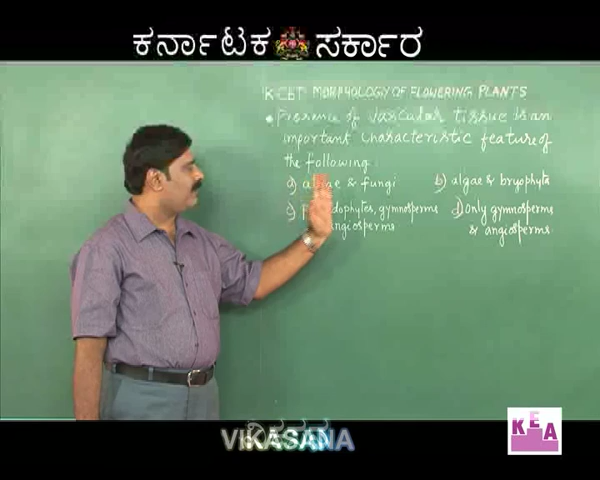 ಕರ್ನಾಟಕ ಸರ್ಕಾರ
K-CET MORPHOLOGY OF FLOWERING PLANTS
• Presence of vascular tissue is an
important characteristic feature of
the following
a) algae & fungi b) algae & bryophyta
c) dophytes, gymnosperms d) Only gymnosperms
angiosperms & angiosperms
KEA
VIKASANA